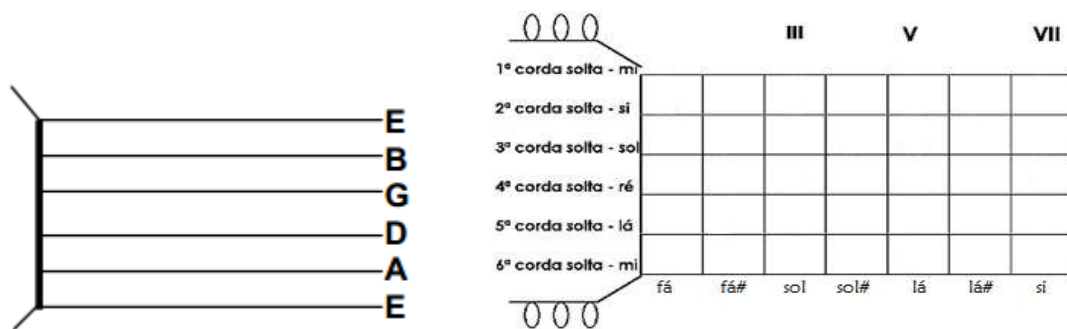 E
B
G
D
A
E
III V VII
1ª corda solta - mi
2ª corda solta - si
3ª corda solta - sol
4ª corda solta - ré
5ª corda solta - lá
6ª corda solta - mi
fá fá# sol sol# lá lá# si